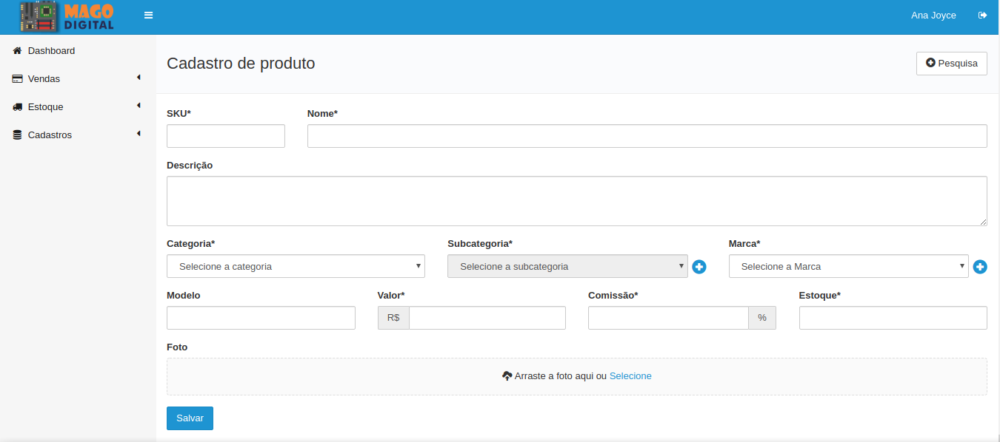 MAGO
DIGITAL
Ana Joyce
Dashboard
Vendas
Estoque
Cadastros
Cadastro de produto
Pesquisa
SKU* Nome*
Descrição
Categoria* Subcategoria* Marca*
Selecione a categoria Selecione a subcategoria Selecione a Marca
Modelo Valor* Comissão* Estoque*
R$ %
Foto
Arraste a foto aqui ou Selecione
Salvar